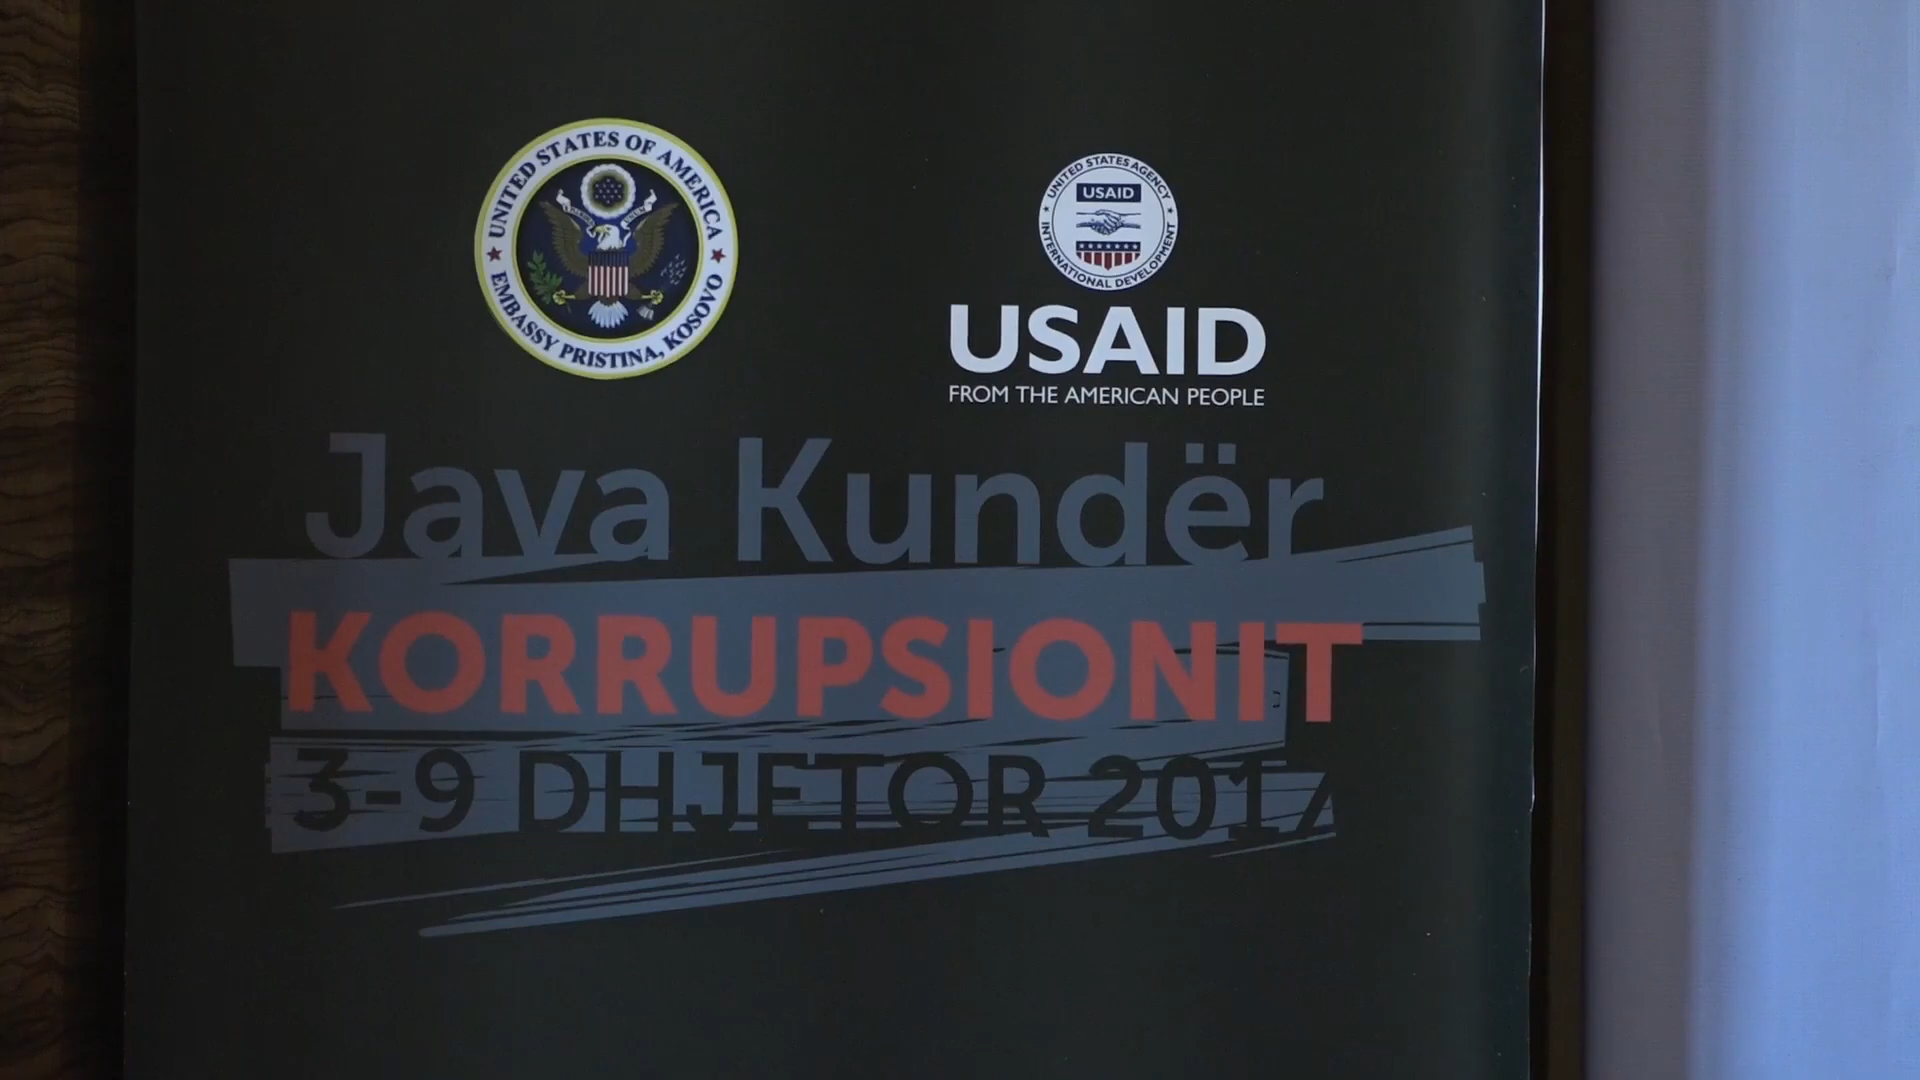 UNITED STATES OF AMERICA
EMBASSY PRISTINA, KOSOVO
UNITED STATES AGENCY
USAID
INTERNATIONAL DEVELOPMENT
USAID
FROM THE AMERICAN PEOPLE
Java Kundër
KORRUPSIONIT
3-9 DHJETOR 2017